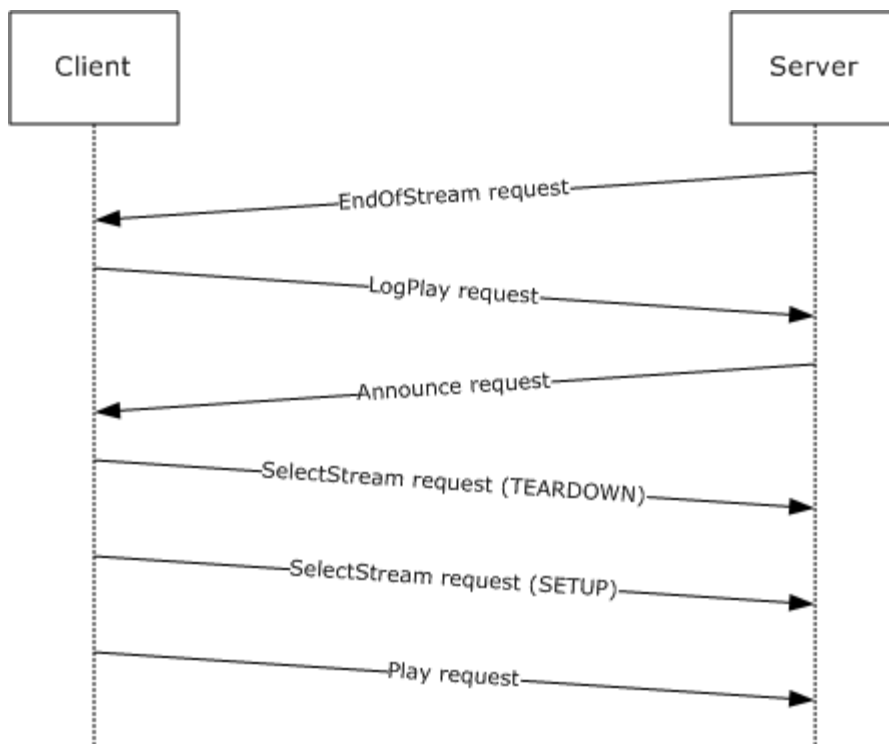 Client
Server
EndOfStream request
LogPlay request
Announce request
SelectStream request (TEARDOWN)
SelectStream request (SETUP)
Play request